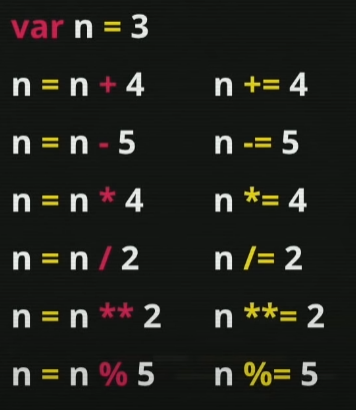 var n = 3
n = n + 4 n += 4
n = n - 5 n -= 5
n = n * 4 n *= 4
n = n / 2 n /= 2
n = n ** 2 n **= 2
n = n % 5 n %= 5